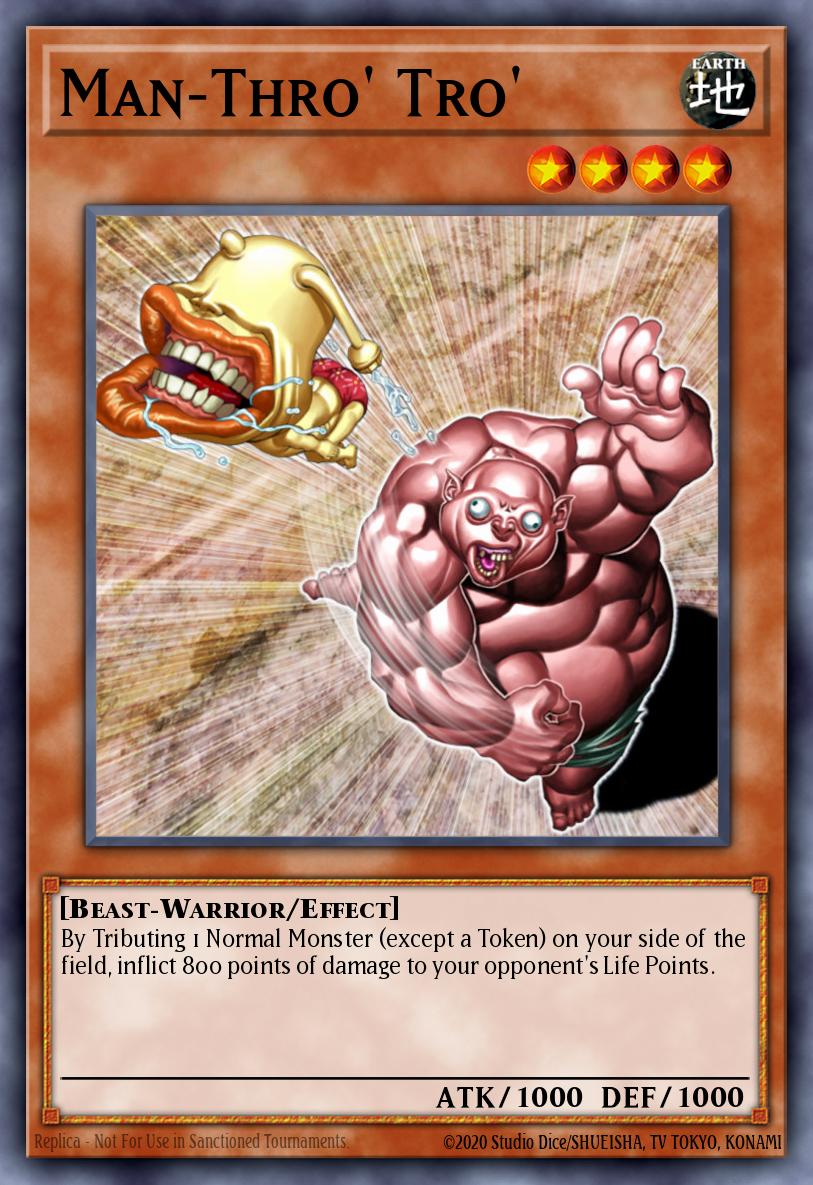 Man-Thro' Tro'
EARTH
地
[Beast-Warrior/Effect]
By Tributing 1 Normal Monster (except a Token) on your side of the
field, inflict 800 points of damage to your opponent's Life Points.
ATK/1000 DEF/1000
Replica - Not For Use in Sanctioned Tournaments.
©2020 Studio Dice/SHUEISHA, TV TOKYO, KONAMI